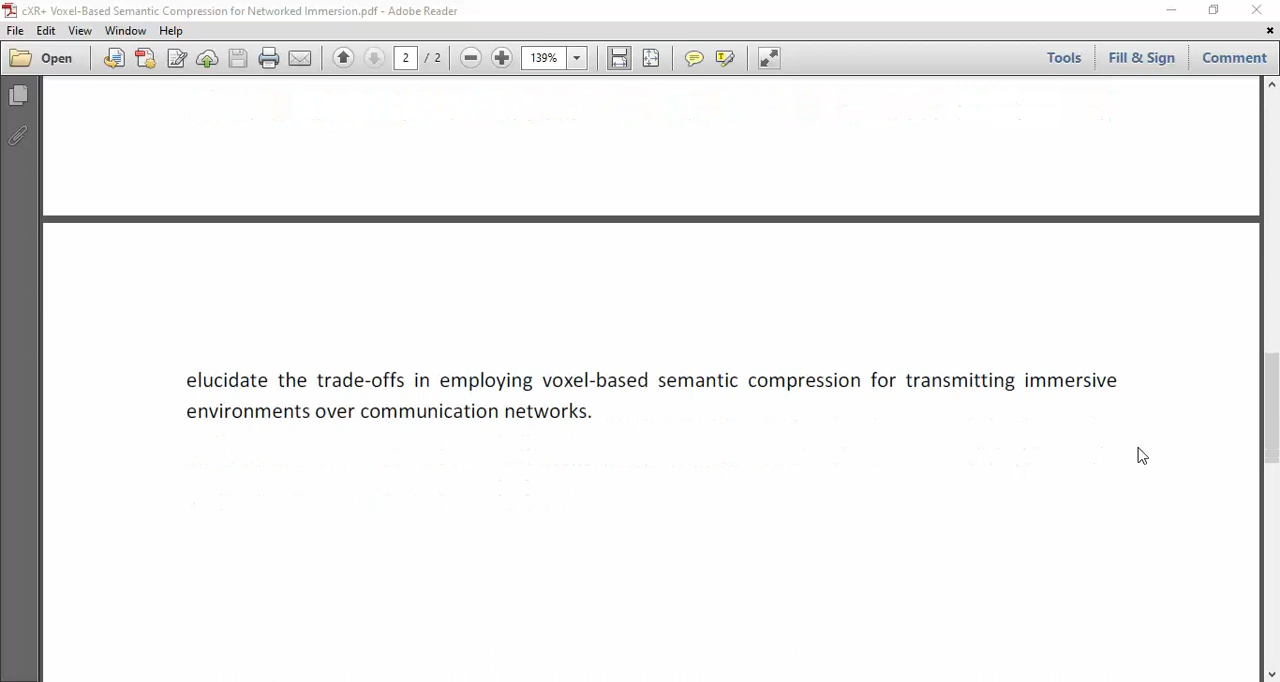 cXR+ Voxel-Based Semantic Compression for Networked Immersion.pdf - Adobe Reader
File Edit View Window Help
Open 2 / 2 139% Tools Fill & Sign Comment
elucidate the trade-offs in employing voxel-based semantic compression for transmitting immersive
environments over communication networks.